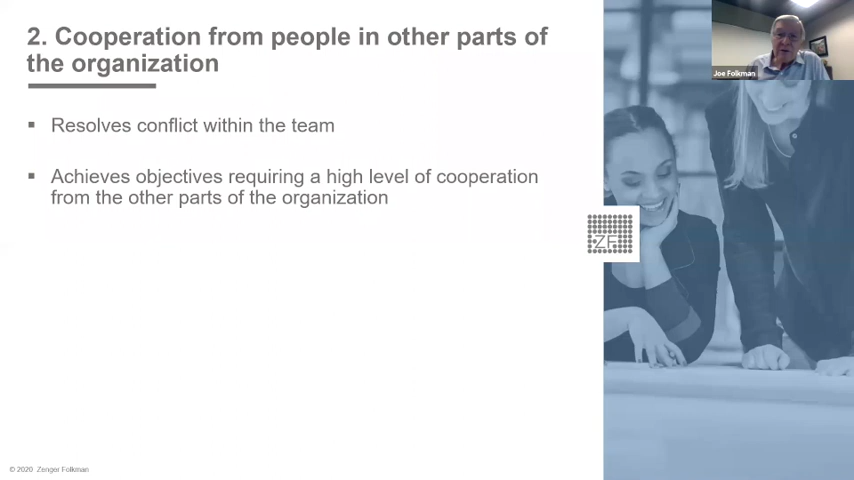 2. Cooperation from people in other parts of
the organization
Joe Folkman
▪ Resolves conflict within the team
▪ Achieves objectives requiring a high level of cooperation
from the other parts of the organization
ZF
© 2020 Zenger Folkman